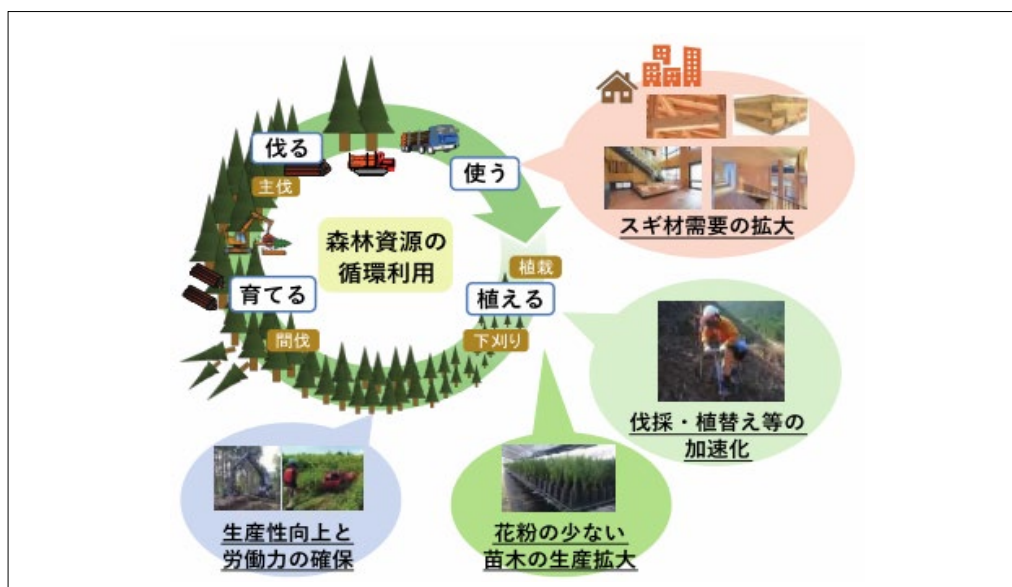 伐る
主伐
使う
スギ材需要の拡大
森林資源の
循環利用
植栽
植える
下刈り
育てる
間伐
伐採・植替え等の
加速化
生産性向上と
労働力の確保
花粉の少ない
苗木の生産拡大